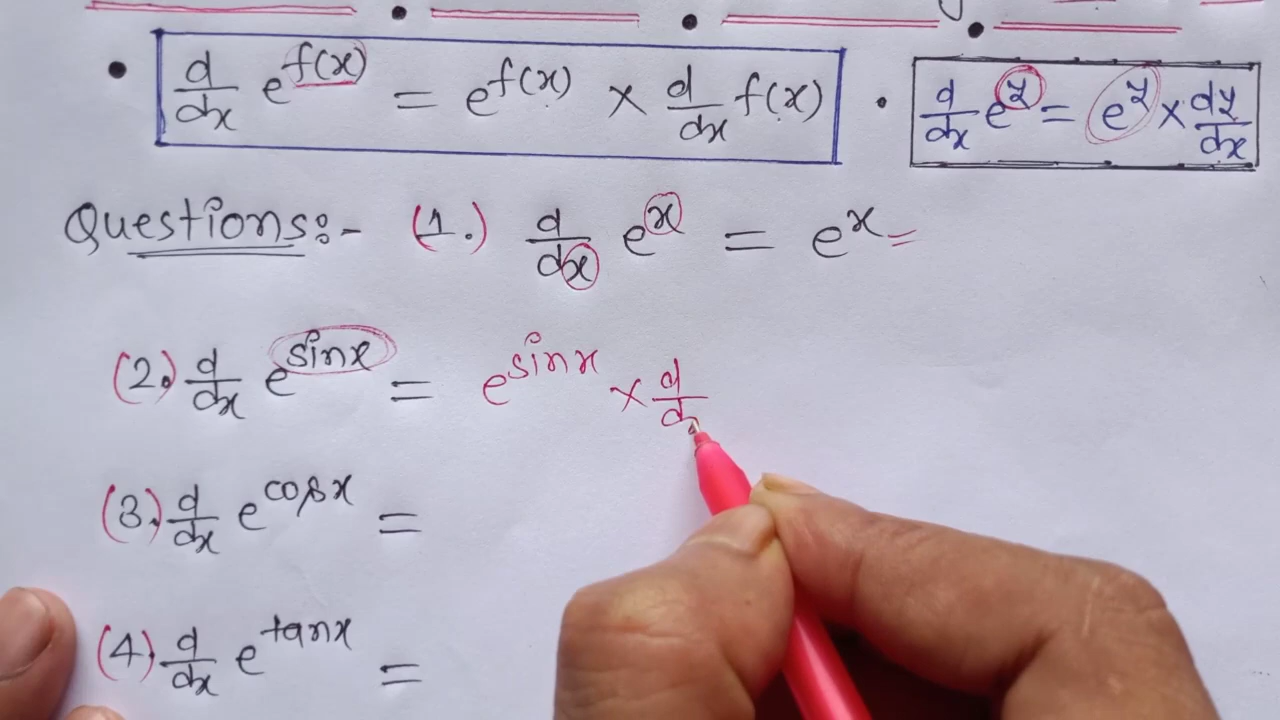 • d/dx e^f(x) = e^f(x) × d/dx f(x) • d/dx e^y = e^y × dy/dx
Questions:- (1.) d/dx e^x = e^x =
(2.) d/dx e^sinx = e^sinx × d/d
(3.) d/dx e^cosx =
(4.) d/dx e^tanx =